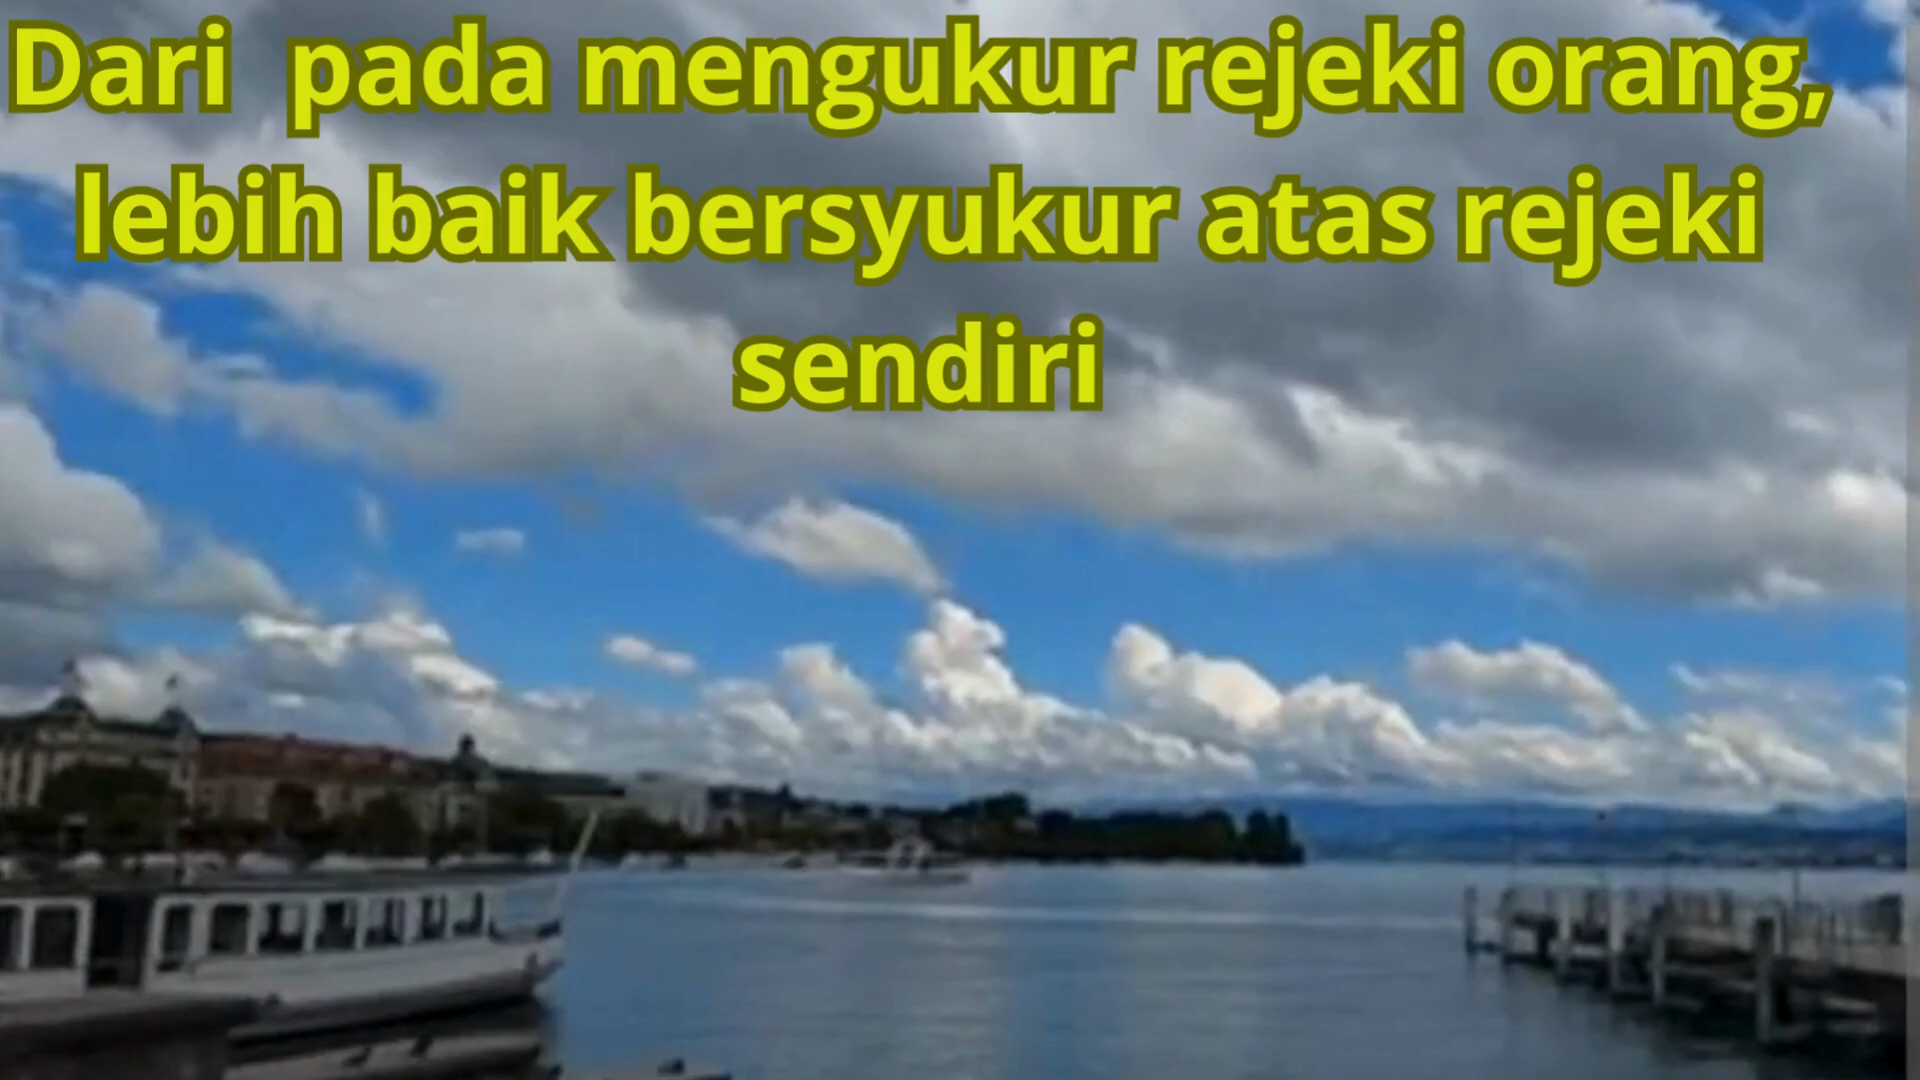 Dari  pada mengukur rejeki orang,
lebih baik bersyukur atas rejeki
sendiri